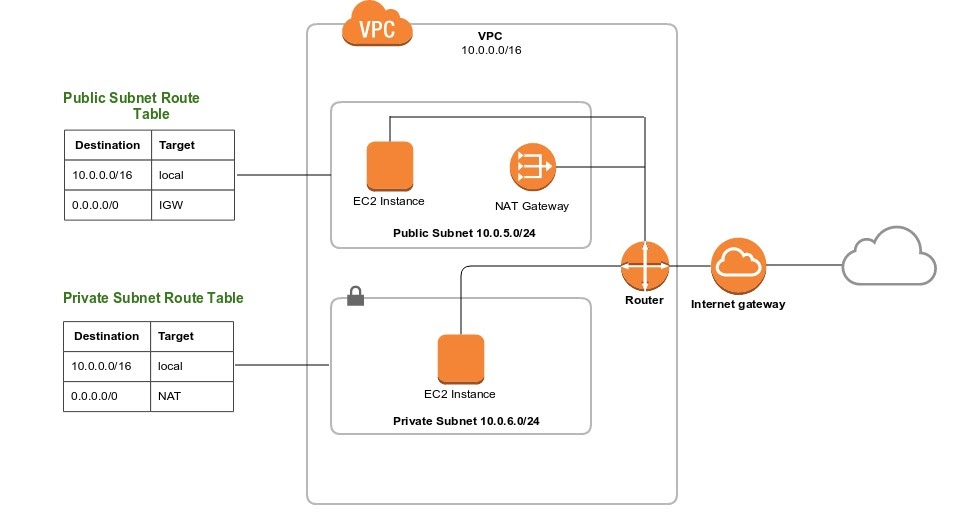 VPC
VPC
10.0.0.0/16
Public Subnet Route
Table
Destination Target
10.0.0.0/16 local
0.0.0.0/0 IGW
EC2 Instance
NAT Gateway
Public Subnet 10.0.5.0/24
Router
Internet gateway
Private Subnet Route Table
Destination Target
10.0.0.0/16 local
0.0.0.0/0 NAT
EC2 Instance
Private Subnet 10.0.6.0/24